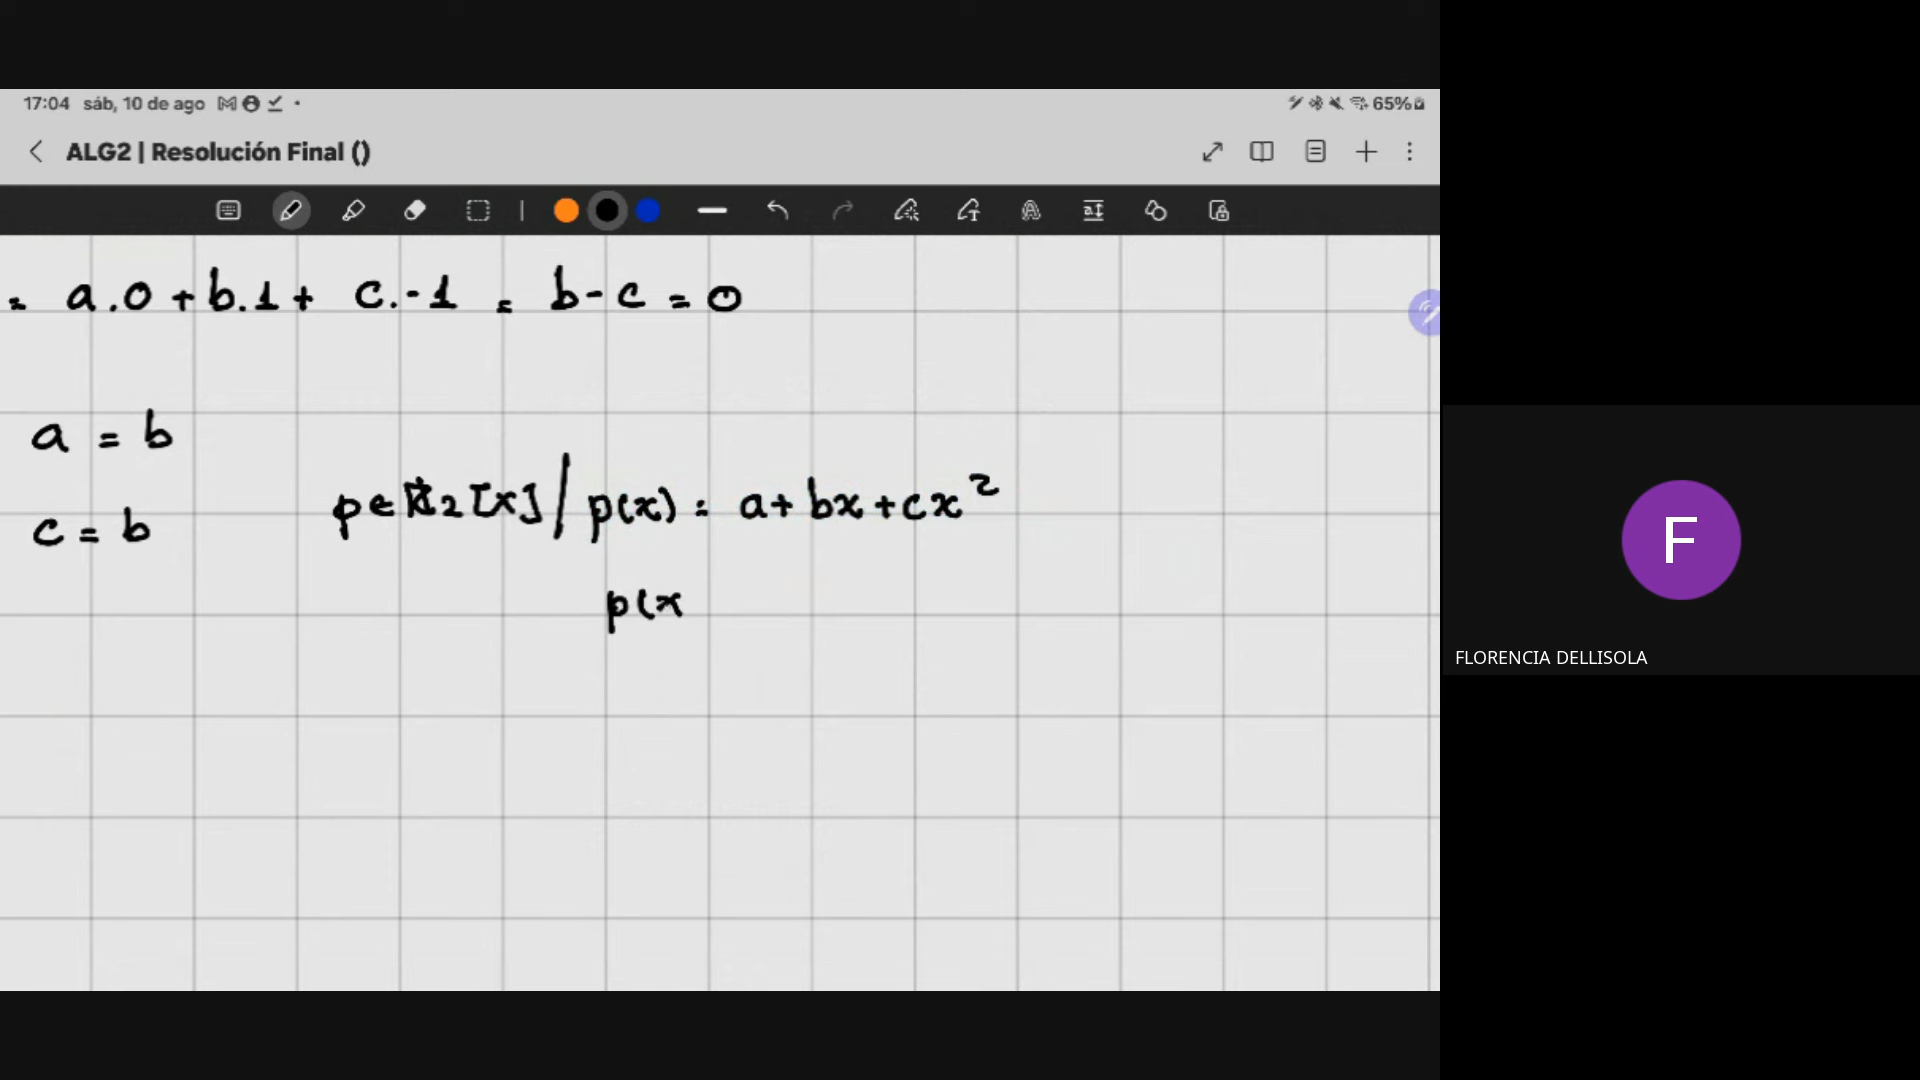 17:04 sáb, 10 de ago
65%
ALG2 | Resolución Final ()
= a.0 + b.1 + c.-1 = b - c = 0
a = b
p∈ℝ₂[x] / p(x) = a + bx + cx²
c = b
p(x
F
FLORENCIA DELLISOLA